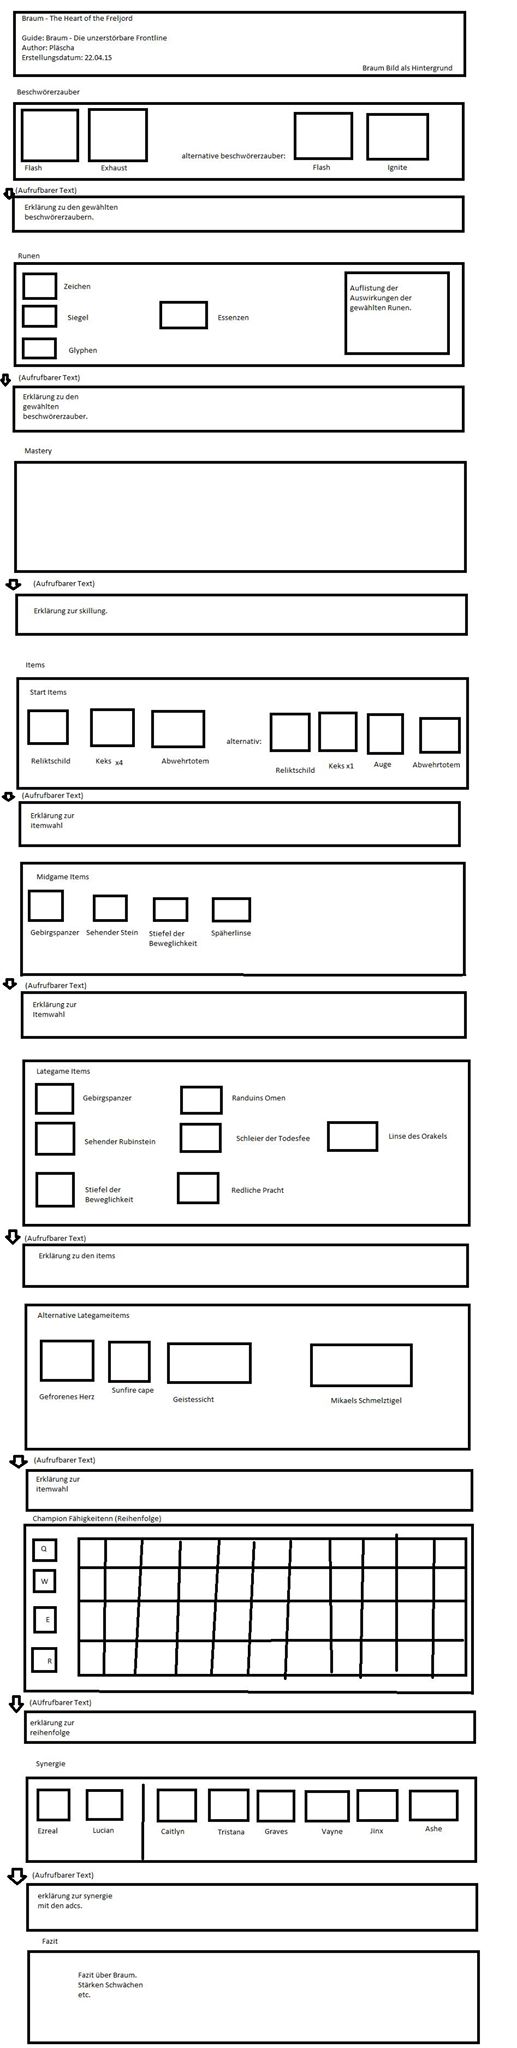 Braum - The Heart of the Freljord
Guide: Braum - Die unzerstörbare Frontline
Author: Pläscha
Erstellungsdatum: 22.04.15
Braum Bild als Hintergrund
Beschwörerzauber
Flash
Exhaust
alternative beschwörerzauber:
Flash
Ignite
(Aufrufbarer Text)
Erklärung zu den gewählten
beschwörerzaubern.
Runen
Zeichen
Siegel
Glyphen
Essenzen
Auflistung der
Auswirkungen der
gewählten Runen.
(Aufrufbarer Text)
Erklärung zu den
gewählten
beschwörerzauber.
Mastery
(Aufrufbarer Text)
Erklärung zur skillung.
Items
Start Items
Reliktschild
Keks x4
Abwehrtotem
alternativ:
Reliktschild
Keks x1
Auge
Abwehrtotem
(Aufrufbarer Text)
Erklärung zur
itemwahl
Midgame Items
Gebirgspanzer
Sehender Stein
Stiefel der
Beweglichkeit
Späherlinse
(Aufrufbarer Text)
Erklärung zur
Itemwahl
Lategame Items
Gebirgspanzer
Randuins Omen
Sehender Rubinstein
Schleier der Todesfee
Linse des Orakels
Stiefel der
Beweglichkeit
Redliche Pracht
(Aufrufbarer Text)
Erklärung zu den items
Alternative Lategameitems
Gefrorenes Herz
Sunfire cape
Geistessicht
Mikaels Schmelztigel
(Aufrufbarer Text)
Erklärung zur
itemwahl
Champion Fähigkeitenn (Reihenfolge)
Q
W
E
R
(AUfrufbarer Text)
erklärung zur
reihenfolge
Synergie
Ezreal
Lucian
Caitlyn
Tristana
Graves
Vayne
Jinx
Ashe
(Aufrufbarer Text)
erklärung zur synergie
mit den adcs.
Fazit
Fazit über Braum.
Stärken Schwächen
etc.